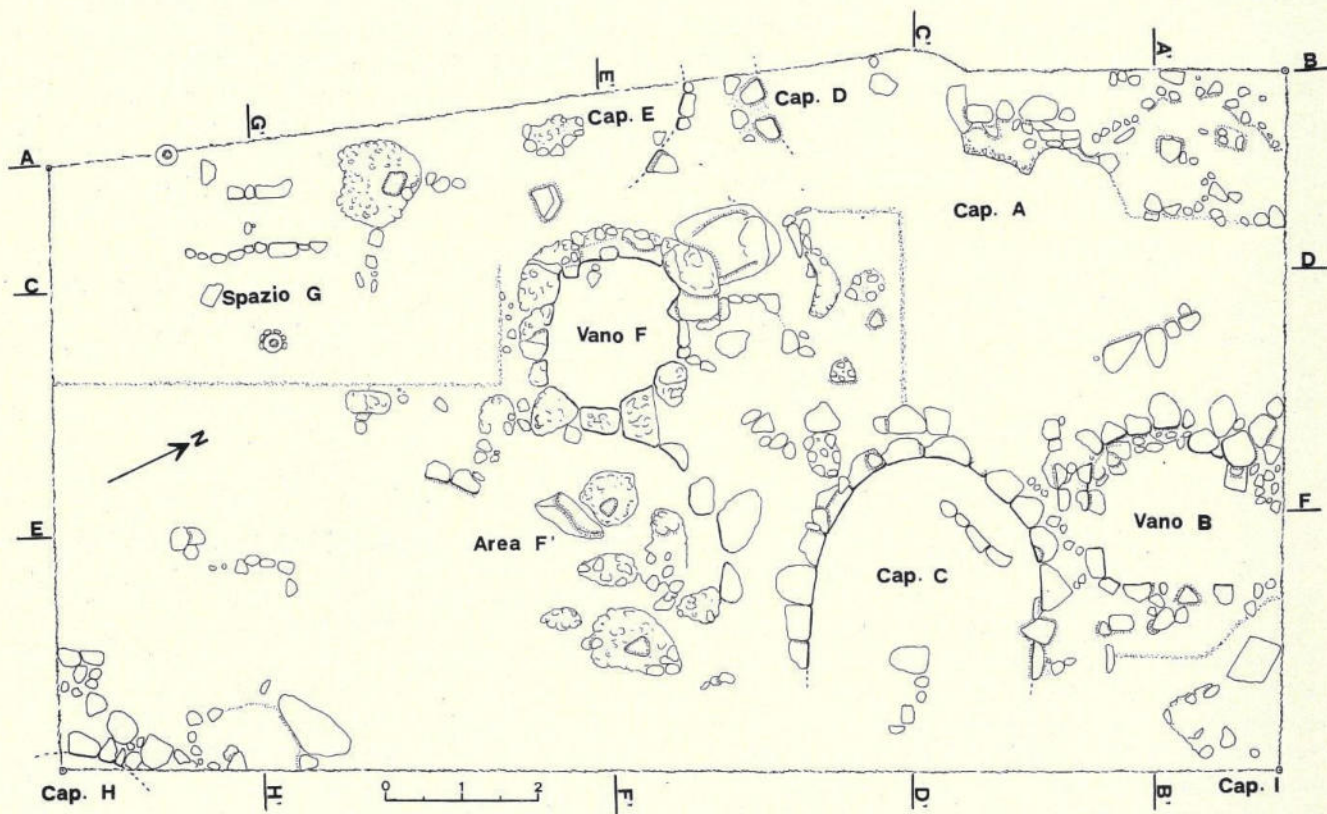 C'
A'
B
E'
Cap. E
Cap. D
G'
A
Cap. A
C
D
Spazio G
Vano F
N
E
F
Vano B
Area F'
Cap. C
Cap. H
H'
0 1 2
F'
D'
B'
Cap. I